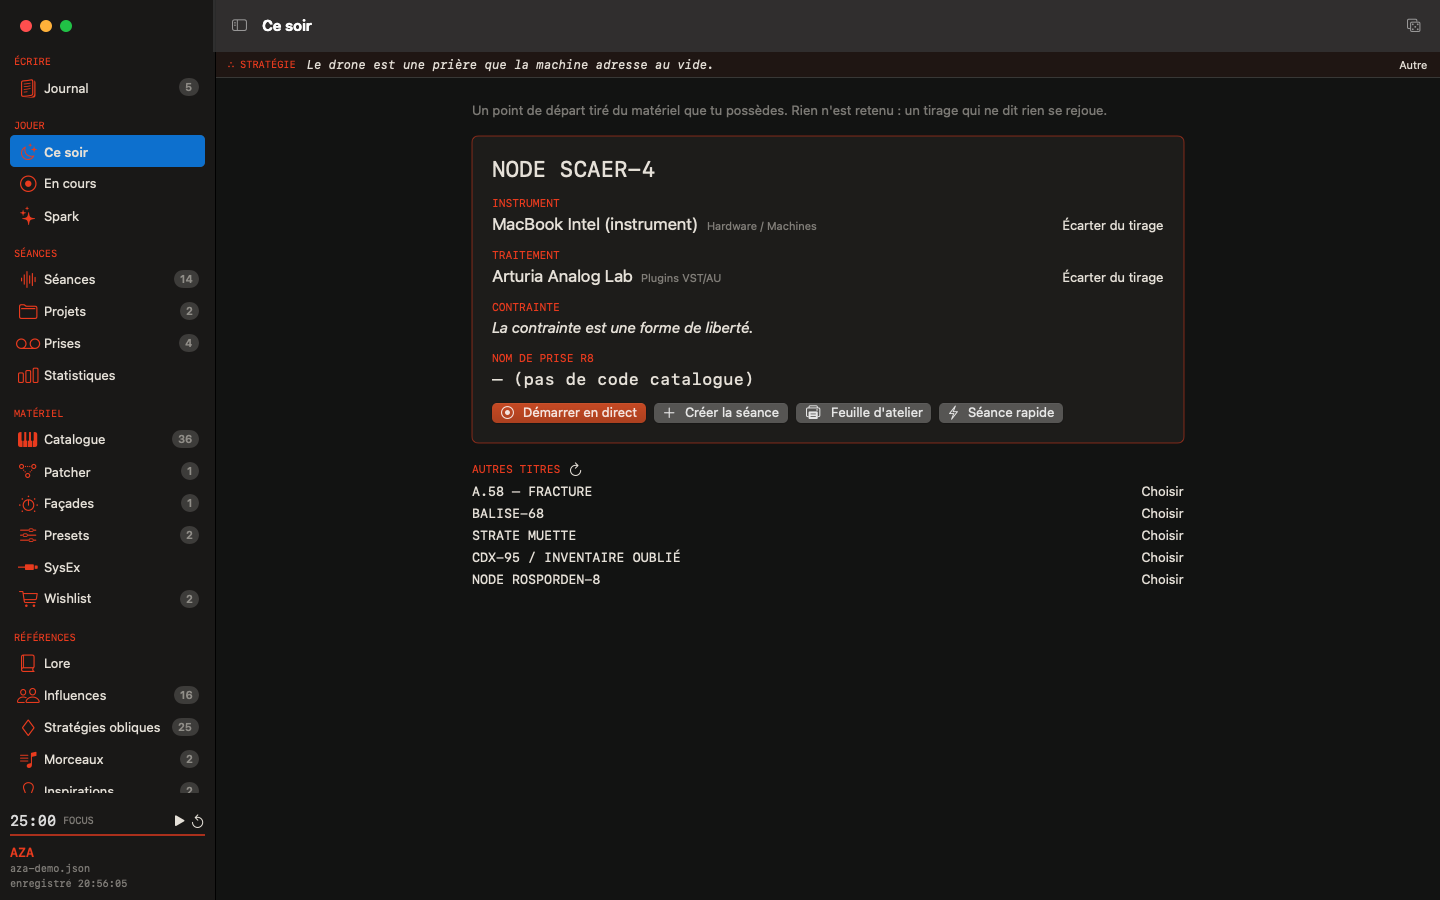 Ce soir
∴ STRATÉGIE Le drone est une prière que la machine adresse au vide. Autre
ÉCRIRE
Journal 5
JOUER
Ce soir
En cours
Spark
SÉANCES
Séances 14
Projets 2
Prises 4
Statistiques
MATÉRIEL
Catalogue 36
Patcher 1
Façades 1
Presets 2
SysEx
Wishlist 2
RÉFÉRENCES
Lore
Influences 16
Stratégies obliques 25
Morceaux 2
Inspirations 2
25:00 FOCUS
AZA
aza-demo.json
enregistré 20:56:05
Un point de départ tiré du matériel que tu possèdes. Rien n'est retenu : un tirage qui ne dit rien se rejoue.
NODE SCAER—4
INSTRUMENT
MacBook Intel (instrument) Hardware / Machines Écarter du tirage
TRAITEMENT
Arturia Analog Lab Plugins VST/AU Écarter du tirage
CONTRAINTE
La contrainte est une forme de liberté.
NOM DE PRISE R8
— (pas de code catalogue)
Démarrer en direct Créer la séance Feuille d'atelier Séance rapide
AUTRES TITRES
A.58 — FRACTURE Choisir
BALISE—68 Choisir
STRATE MUETTE Choisir
CDX—95 / INVENTAIRE OUBLIÉ Choisir
NODE ROSPORDEN—8 Choisir